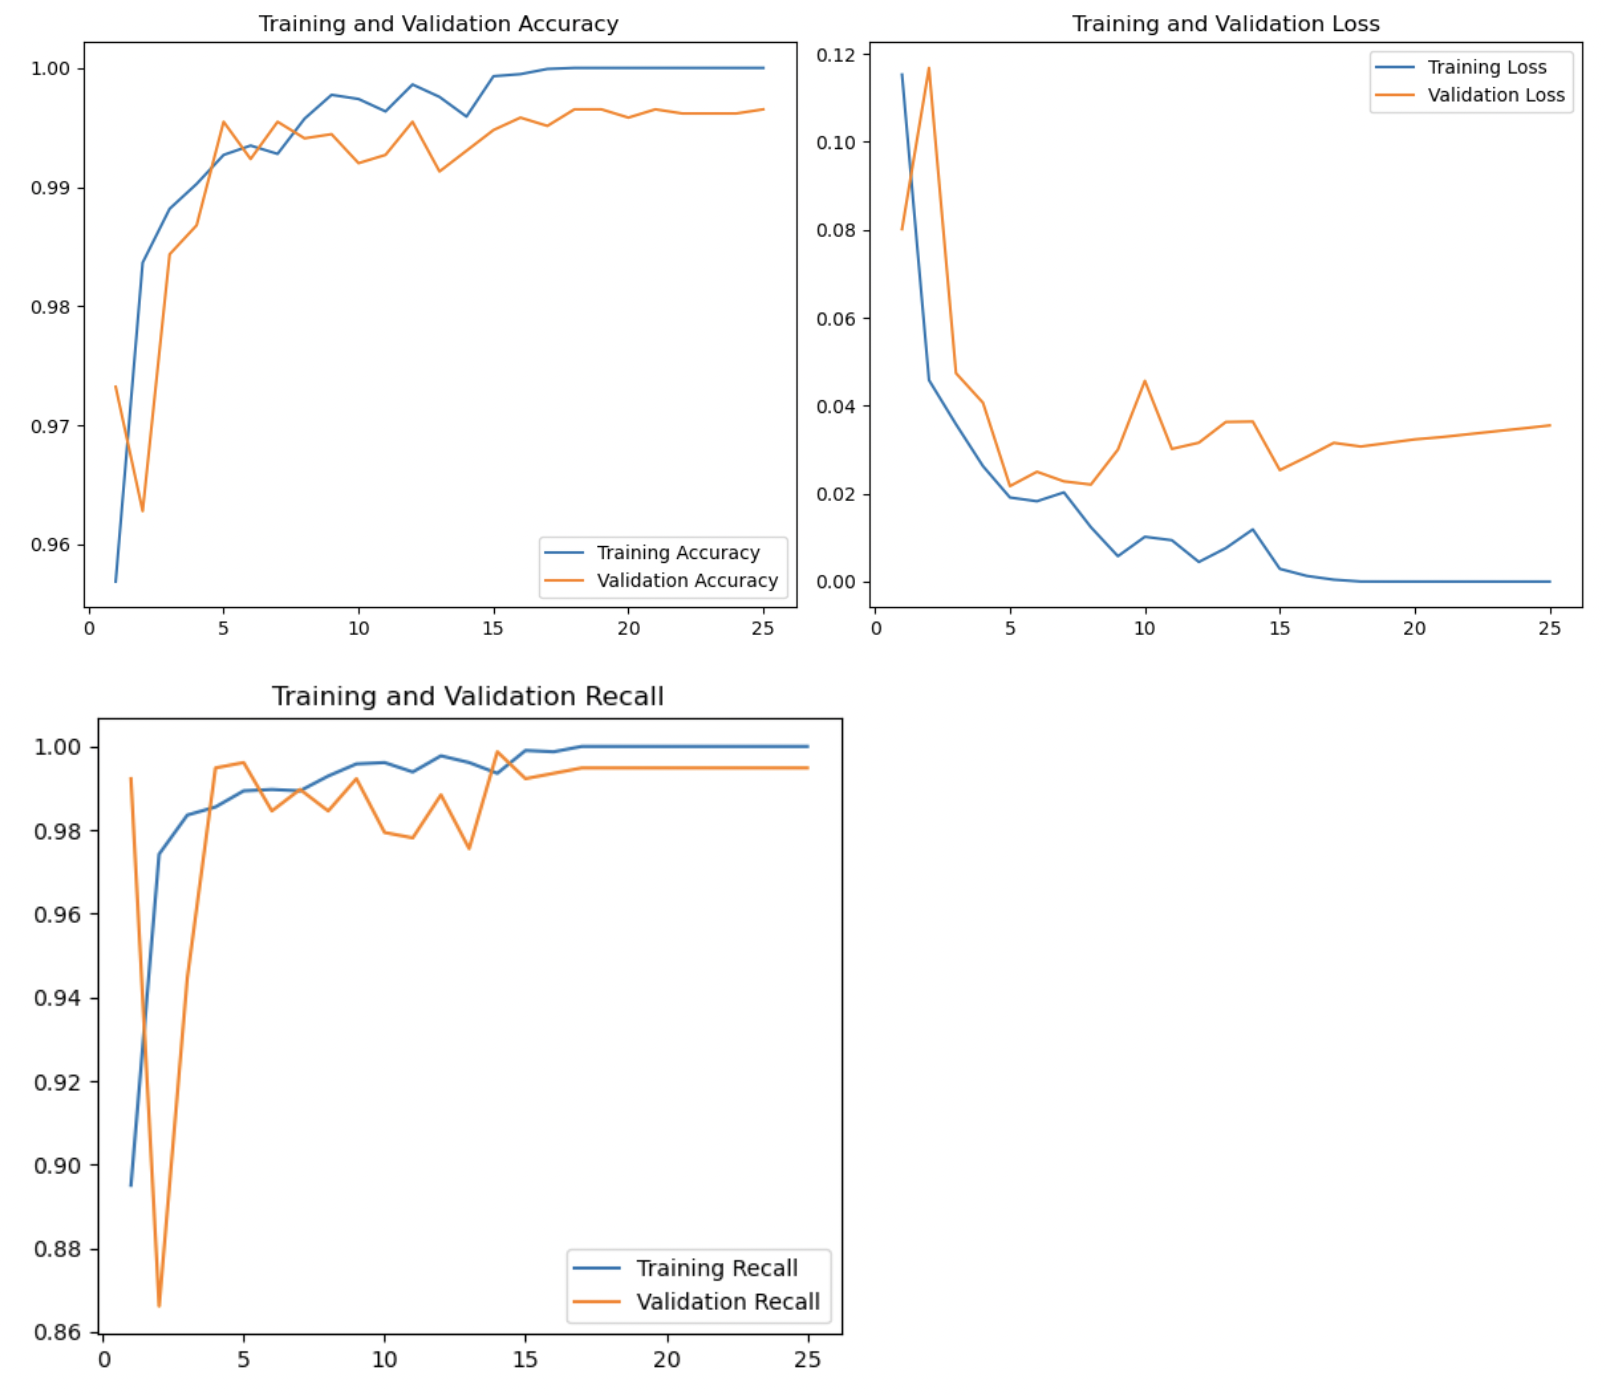 Training and Validation Accuracy
1.00
0.99
0.98
0.97
0.96
Training Accuracy
Validation Accuracy
0 5 10 15 20 25
Training and Validation Loss
0.12
0.10
0.08
0.06
0.04
0.02
0.00
Training Loss
Validation Loss
0 5 10 15 20 25
Training and Validation Recall
1.00
0.98
0.96
0.94
0.92
0.90
0.88
0.86
Training Recall
Validation Recall
0 5 10 15 20 25